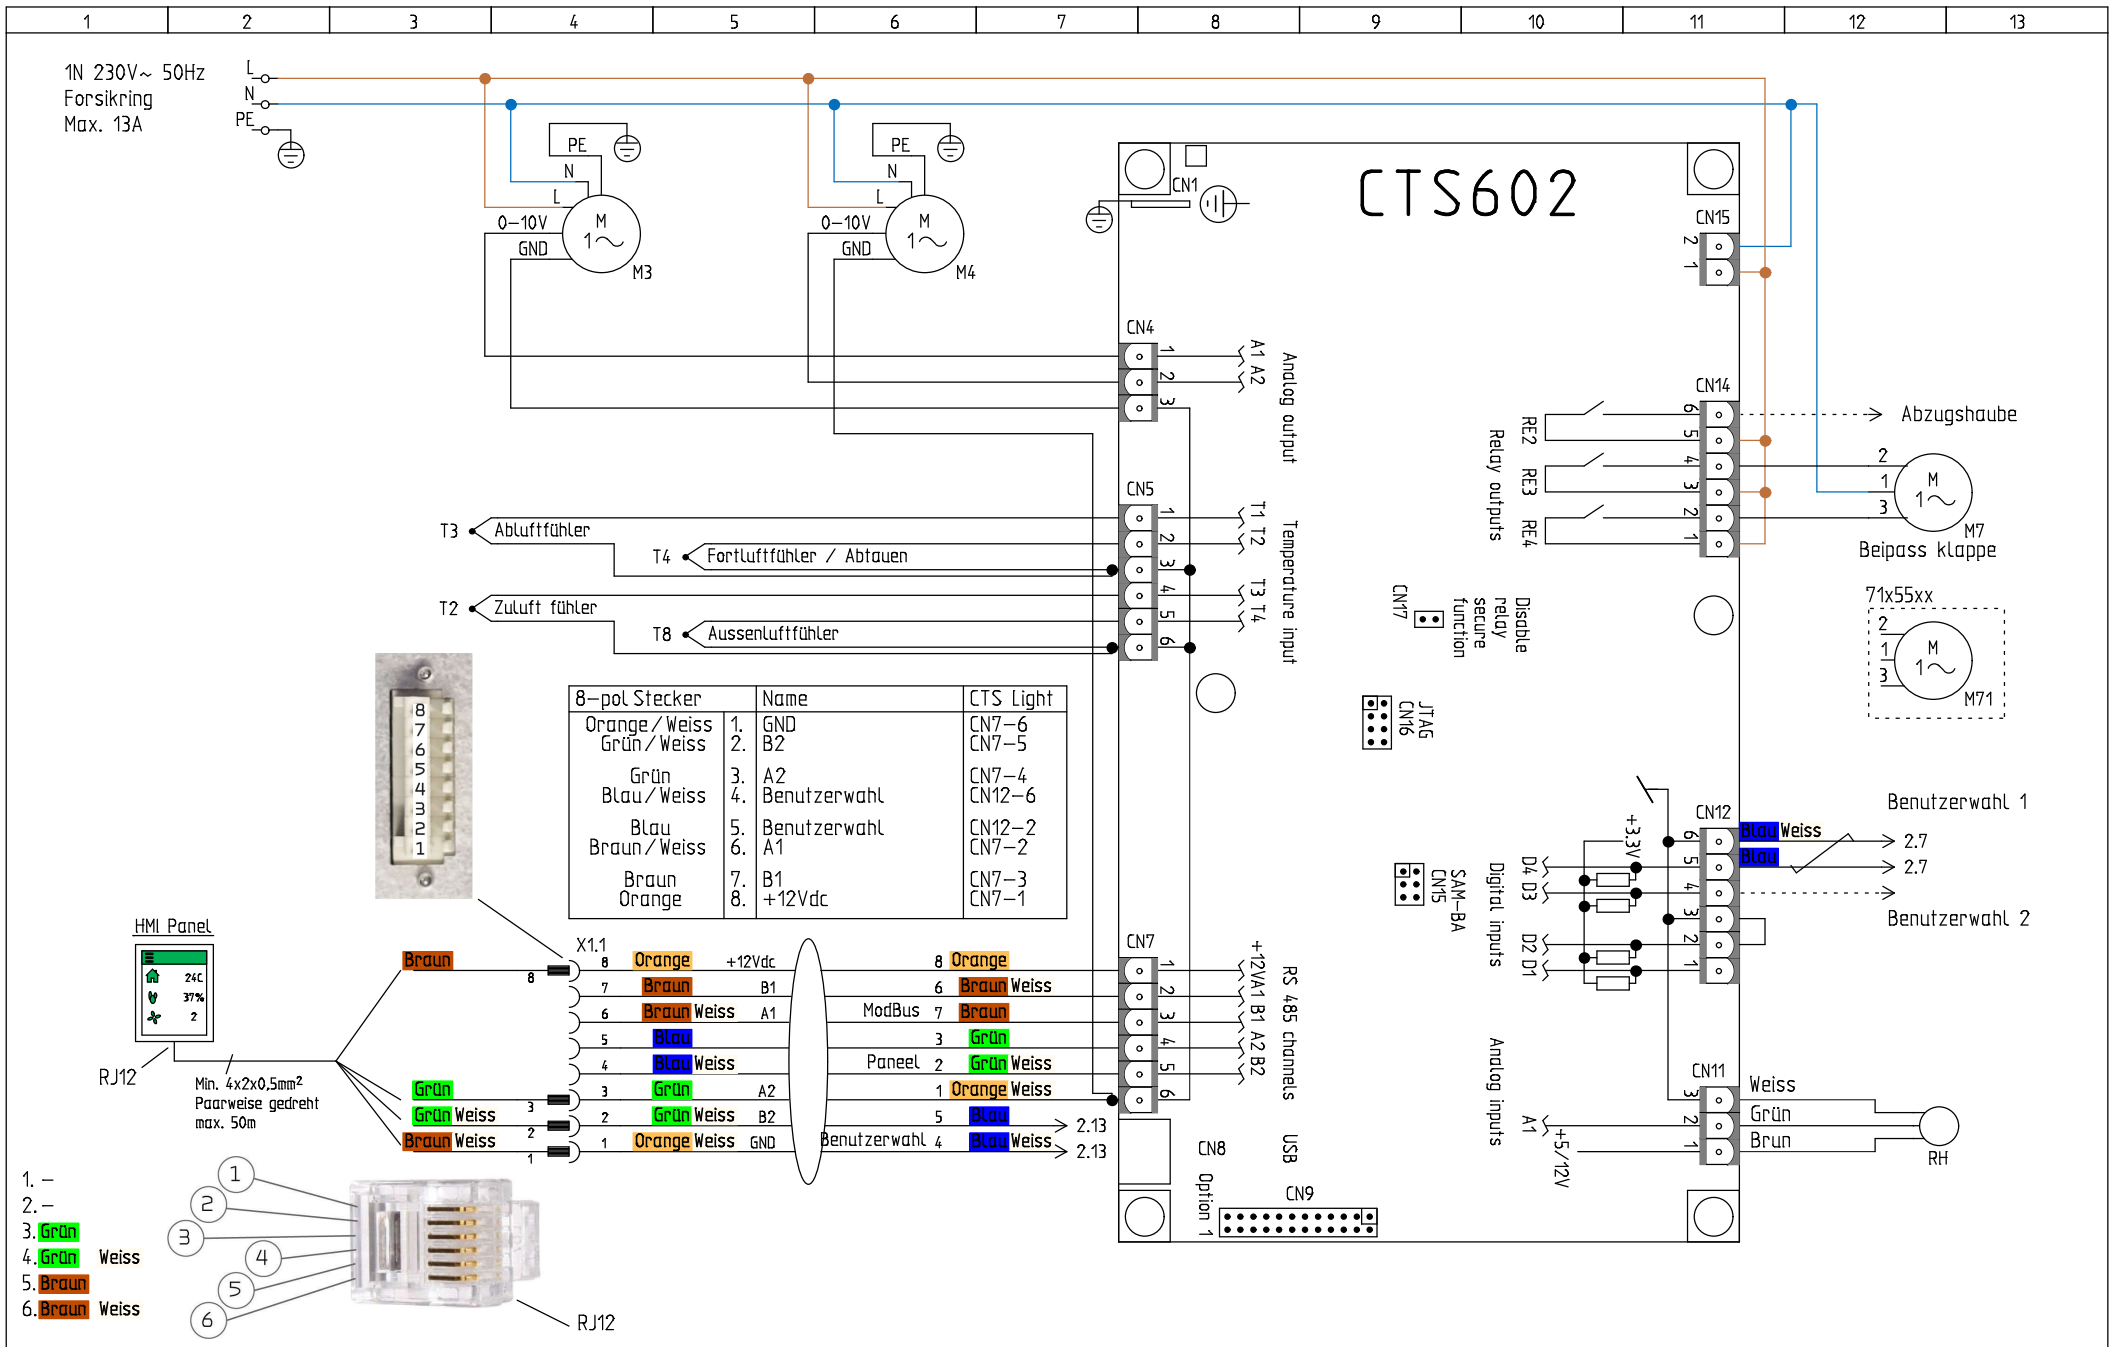 1 2 3 4 5 6 7 8 9 10 11 12 13
1N 230V~ 50Hz
Forsikring
Max. 13A
L
N
PE
PE
N
L
0-10V
GND
M
1~
M3
PE
N
L
0-10V
GND
M
1~
M4
CTS602
CN1
CN15
2
1
CN4
1
2
3
A1 A2
Analog output
CN14
6
5
4
3
2
1
RE2
RE3
RE4
Relay outputs
Abzugshaube
2
1
3
M
1~
M7
Beipass klappe
71x55xx
2
1
3
M
1~
M71
CN5
1
2
3
4
5
6
T1 T2
T3 T4
Temperature input
T3 Abluftfühler
T4 Fortluftfühler / Abtauen
T2 Zuluft fühler
T8 Aussenluftfühler
CN17
Disable
relay
secure
function
JTAG
CN16
SAM-BA
CN15
8
7
6
5
4
3
2
1
8-pol Stecker Name CTS Light
Orange/Weiss 1. GND CN7-6
Grün/Weiss 2. B2 CN7-5
Grün 3. A2 CN7-4
Blau/Weiss 4. Benutzerwahl CN12-6
Blau 5. Benutzerwahl CN12-2
Braun/Weiss 6. A1 CN7-2
Braun 7. B1 CN7-3
Orange 8. +12Vdc CN7-1
CN12
6
5
4
3
2
1
+3.3V
D4 D3
D2 D1
Digital inputs
Blau Weiss
Blau
2.7
2.7
Benutzerwahl 1
Benutzerwahl 2
HMI Panel
24C
37%
2
RJ12
Min. 4x2x0,5mm²
Paarweise gedreht
max. 50m
X1.1
Braun 8 8 Orange +12Vdc 8 Orange
7 Braun B1 6 Braun Weiss
6 Braun Weiss A1 ModBus 7 Braun
5 Blau 3 Grün
4 Blau Weiss Paneel 2 Grün Weiss
Grün 3 3 Grün A2 1 Orange Weiss
Grün Weiss 2 2 Grün Weiss B2 5 Blau 2.13
Braun Weiss 1 1 Orange Weiss GND Benutzerwahl 4 Blau Weiss 2.13
CN7
1
2
3
4
5
6
+12V A1 B1 A2 B2
RS 485 channels
CN8
USB
Option 1
CN9
CN11
3
2
1
A1
+5/12V
Analog inputs
Weiss
Grün
Brun
RH
1. -
2. -
3. Grün
4. Grün Weiss
5. Braun
6. Braun Weiss
1
2
3
4
5
6
RJ12